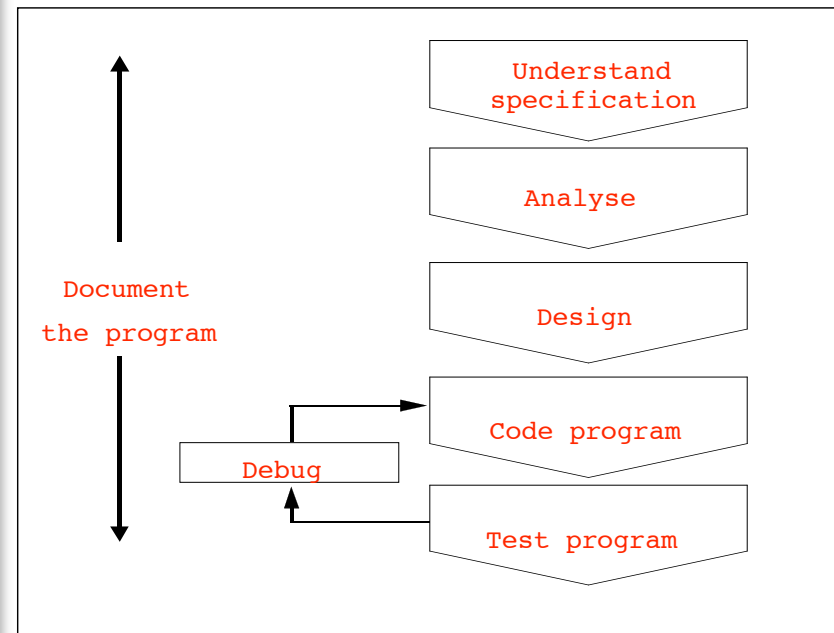 Understand
specification
Analyse
Design
Document
the program
Code program
Debug
Test program